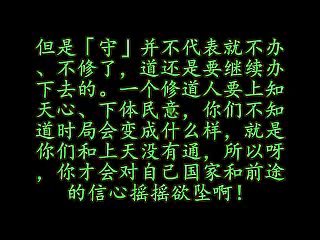 但是「守」并不代表就不办
、不修了，道还是要继续办
下去的。一个修道人要上知
天心、下体民意，你们不知
道时局会变成什么样，就是
你们和上天没有通，所以呀
，你才会对自己国家和前途
的信心摇摇欲坠啊！